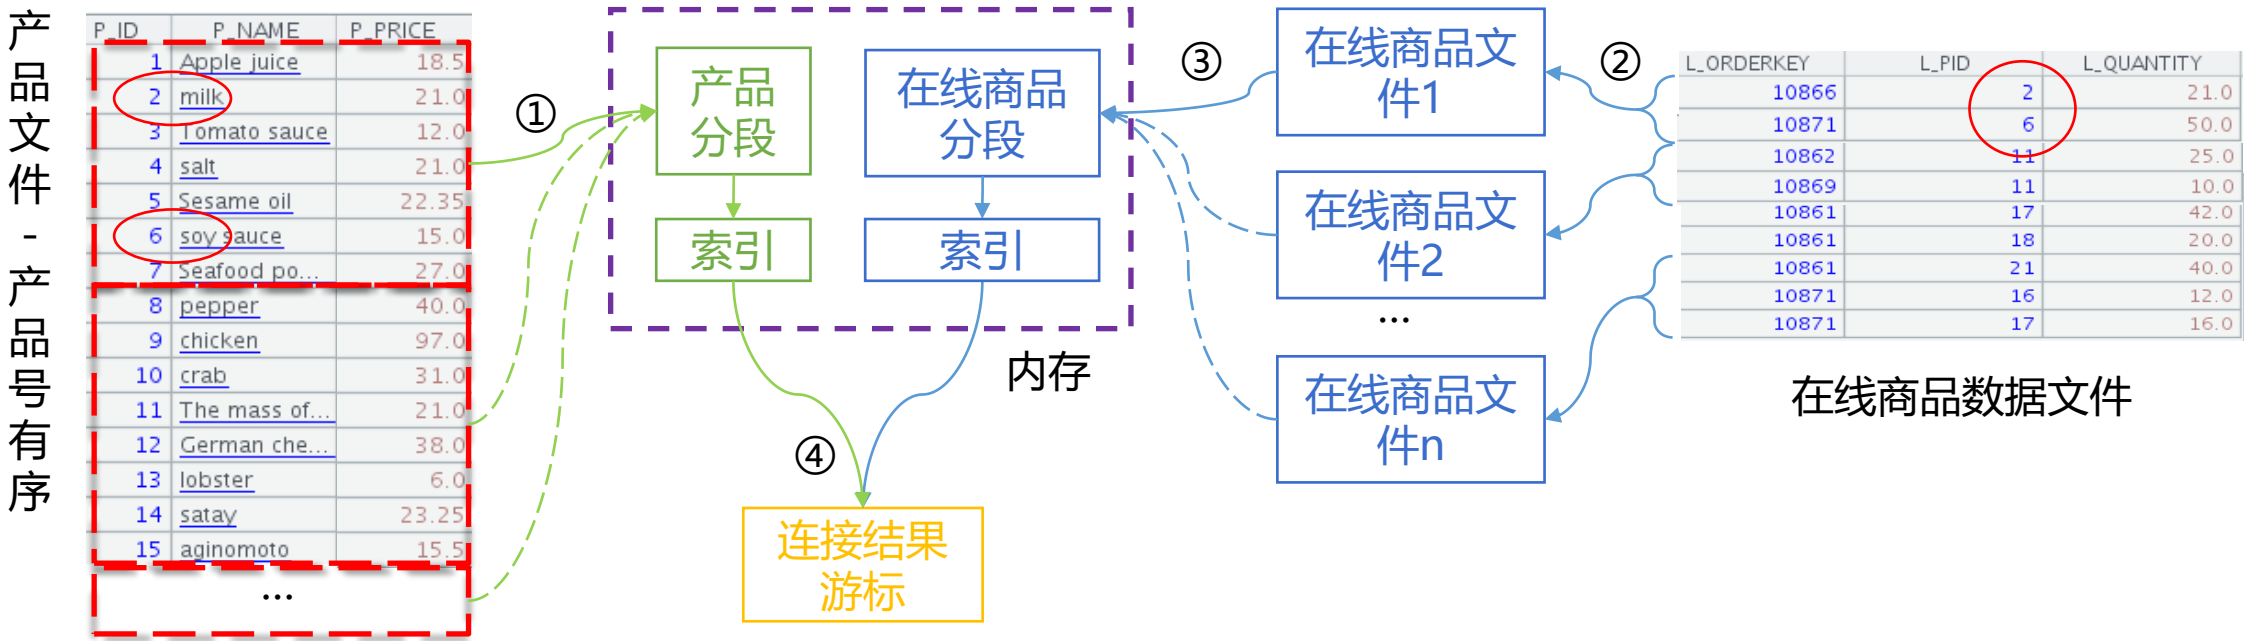 产品文件-产品号有序
P_ID P_NAME P_PRICE
1 Apple juice 18.5
2 milk 21.0
3 Tomato sauce 12.0
4 salt 21.0
5 Sesame oil 22.35
6 soy sauce 15.0
7 Seafood po... 27.0
8 pepper 40.0
9 chicken 97.0
10 crab 31.0
11 The mass of... 21.0
12 German che... 38.0
13 lobster 6.0
14 satay 23.25
15 aginomoto 15.5
...
①
产品
分段
索引
在线商品
分段
索引
内存
④
连接结果
游标
③
在线商品文
件1
在线商品文
件2
...
在线商品文
件n
②
L_ORDERKEY L_PID L_QUANTITY
10866 2 21.0
10871 6 50.0
10862 11 25.0
10869 11 10.0
10861 17 42.0
10861 18 20.0
10861 21 40.0
10871 16 12.0
10871 17 16.0
在线商品数据文件